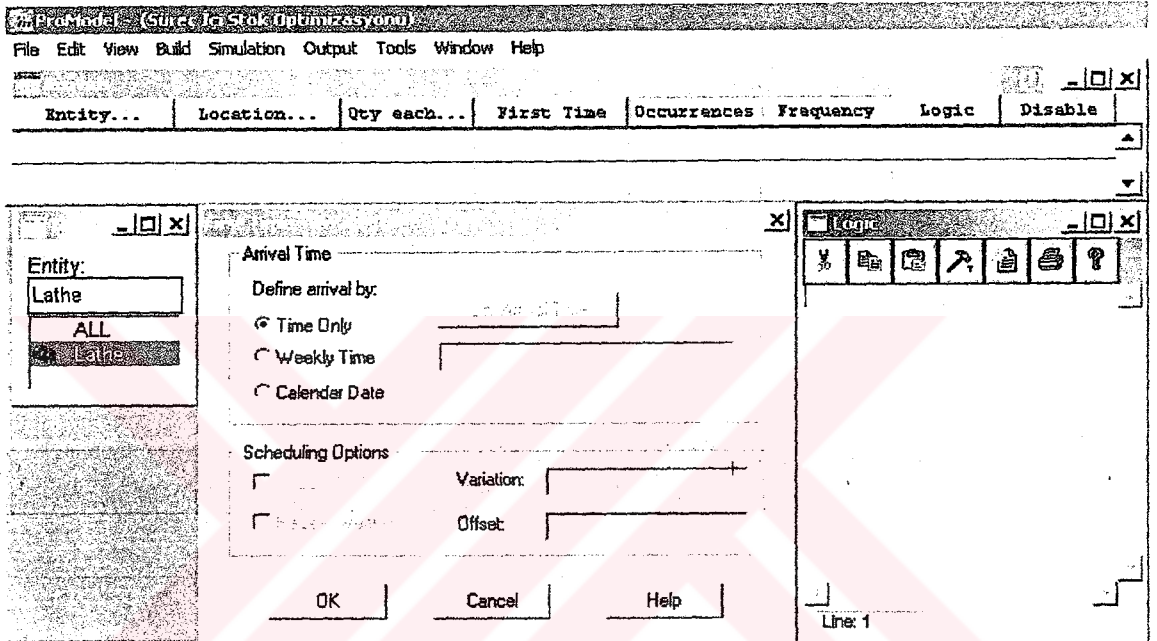 ProModel - (Süreç İçi Stok Optimizasyonu)
File Edit View Build Simulation Output Tools Window Help
Entity... Location... Qty each... First Time Occurrences Frequency Logic Disable
Entity:
Lathe
ALL
Lathe
Arrival Time
Define arrival by:
Time Only
Weekly Time
Calendar Date
Scheduling Options
Variation:
Offset:
OK Cancel Help
Logic
Line: 1